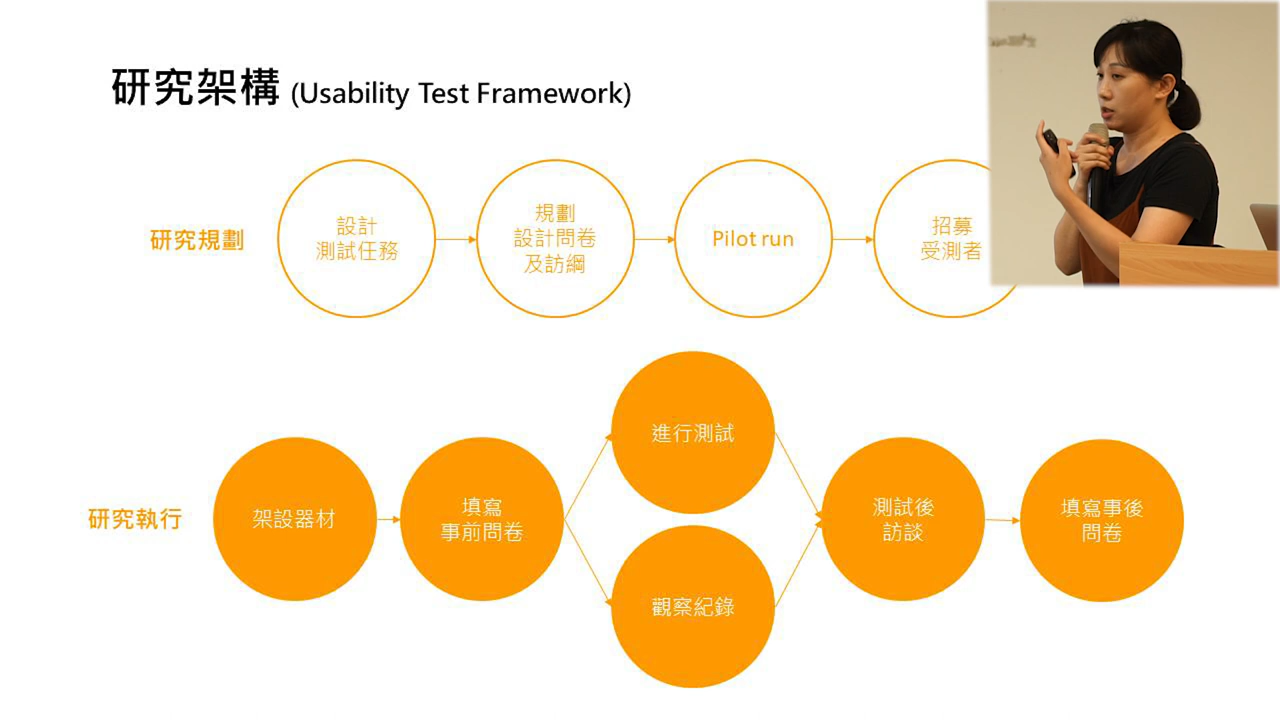 研究架構 (Usability Test Framework)
研究規劃
設計
測試任務
規劃
設計問卷
及訪綱
Pilot run
招募
受測者
研究執行
架設器材
填寫
事前問卷
進行測試
觀察紀錄
測試後
訪談
填寫事後
問卷